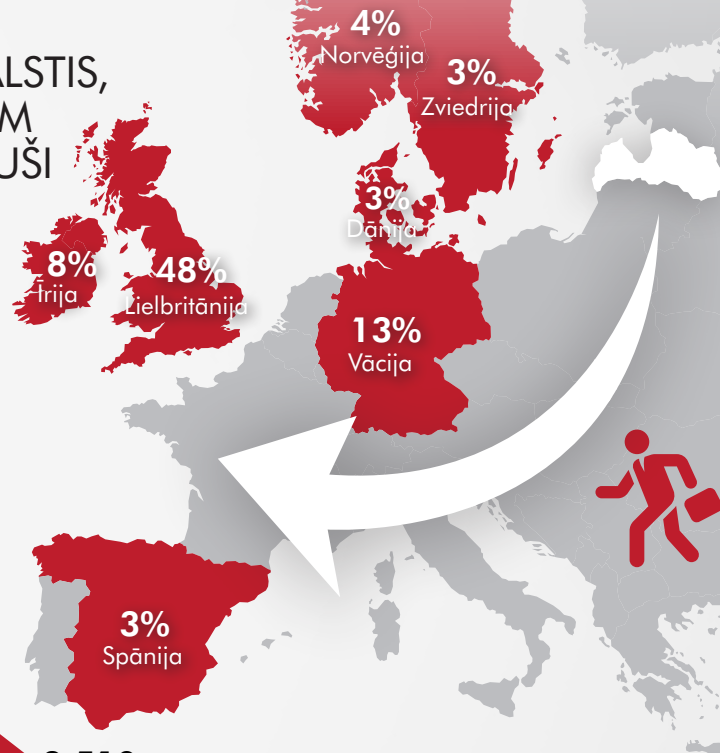 ALSTIS,
M
UŠI
4%
Norvēģija
3%
Zviedrija
3%
Dānija
8%
Īrija
48%
Lielbritānija
13%
Vācija
3%
Spānija